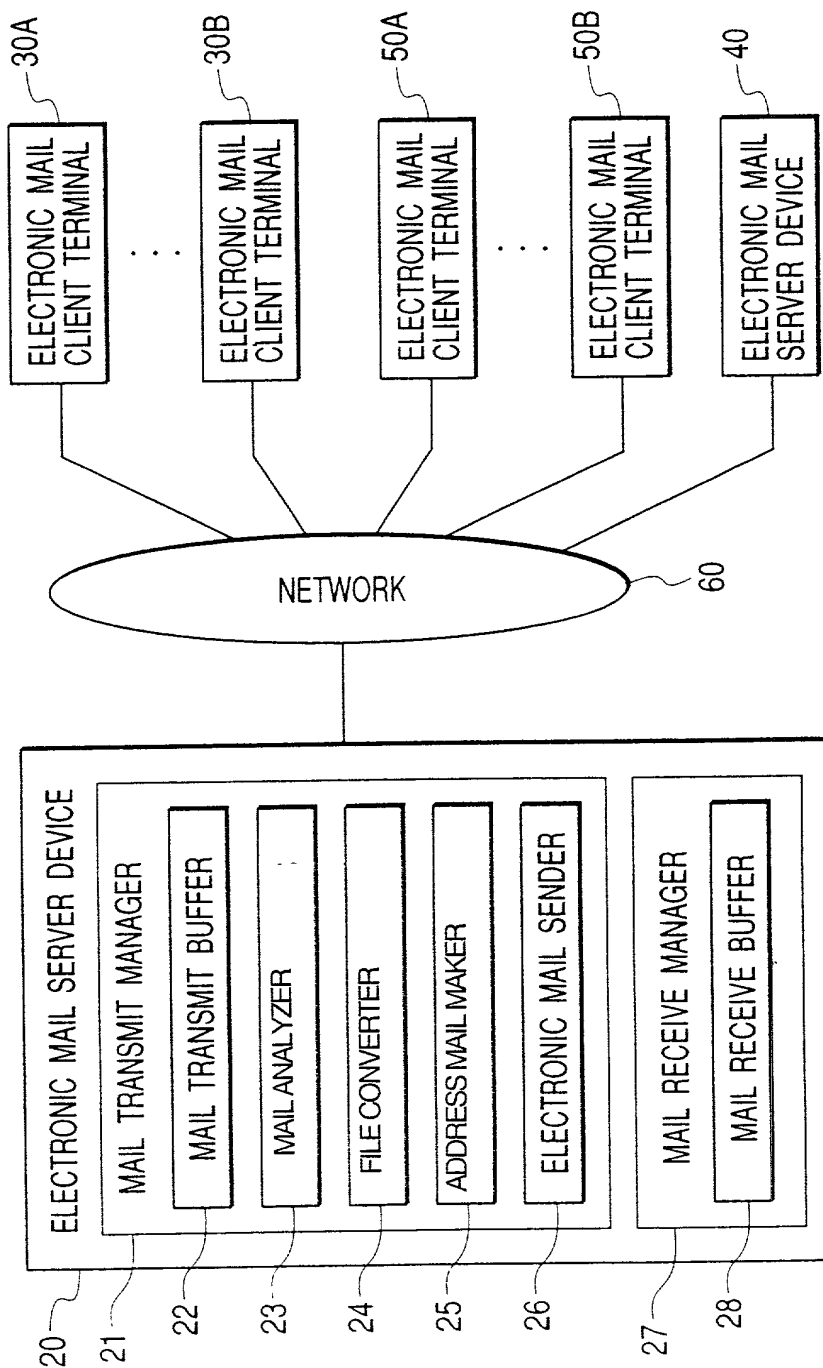 ELECTRONIC MAIL SERVER DEVICE
MAIL TRANSMIT MANAGER
MAIL TRANSMIT BUFFER
MAIL ANALYZER
FILE CONVERTER
ADDRESS MAIL MAKER
ELECTRONIC MAIL SENDER
MAIL RECEIVE MANAGER
MAIL RECEIVE BUFFER
20
21
22
23
24
25
26
27
28
NETWORK
60
ELECTRONIC MAIL
CLIENT TERMINAL
30A
. . .
ELECTRONIC MAIL
CLIENT TERMINAL
30B
ELECTRONIC MAIL
CLIENT TERMINAL
50A
. . .
ELECTRONIC MAIL
CLIENT TERMINAL
50B
ELECTRONIC MAIL
SERVER DEVICE
40